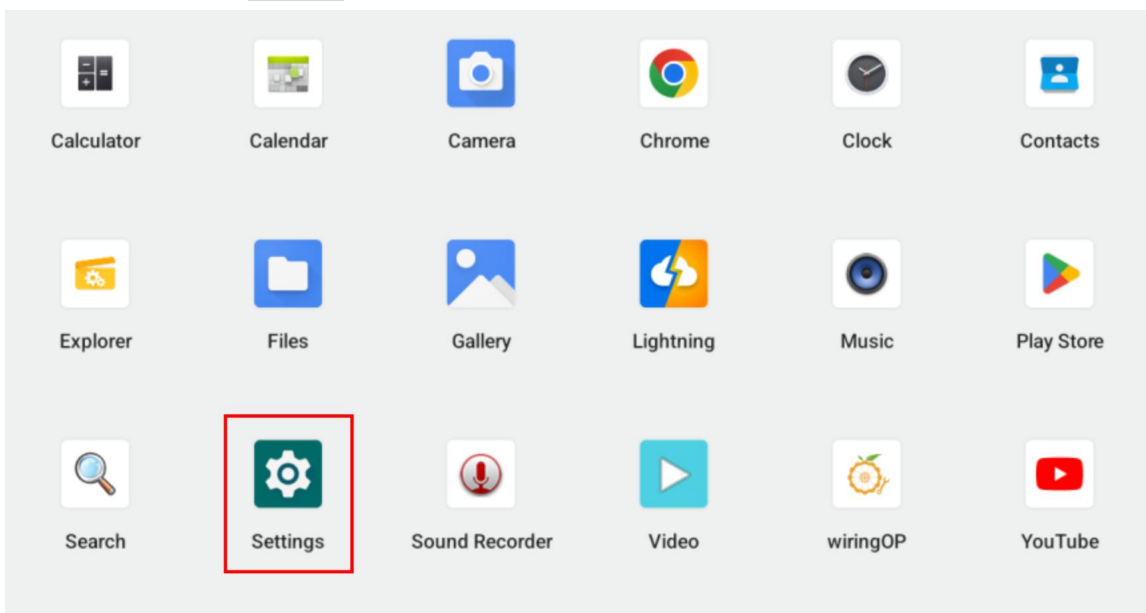 Calculator Calendar Camera Chrome Clock Contacts
Explorer Files Gallery Lightning Music Play Store
Search Settings Sound Recorder Video wiringOP YouTube